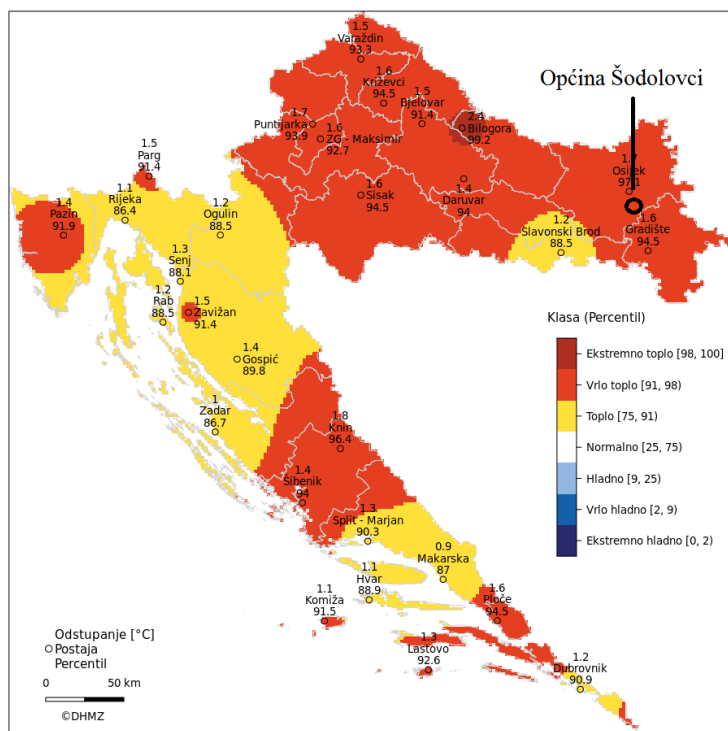 1.5
Varaždin
93.3
1.6
Križevci
94.5
1.5
Bjelovar
91.4
2.4
Bilogora
99.2
Općina Šodolovci
1.7
Puntijarka
93.9
1.6
ZG - Maksimir
92.7
1.5
Parg
91.4
1.1
Rijeka
86.4
1.4
Pazin
91.9
1.2
Ogulin
88.5
1.6
Sisak
94.5
1.4
Daruvar
94
Osijek
97.1
1.2
Slavonski Brod
88.5
1.6
Gradište
94.5
1.3
Senj
88.1
1.2
Rab
88.5
1.5
Zavižan
91.4
1.4
Gospić
89.8
1
Zadar
86.7
1.8
Knin
96.4
1.4
Šibenik
94
1.3
Split - Marjan
90.3
0.9
Makarska
87
1.1
Hvar
88.9
1.1
Komiža
91.5
1.6
Ploče
94.5
1.3
Lastovo
92.6
1.2
Dubrovnik
90.9
Klasa (Percentil)
Ekstremno toplo [98, 100]
Vrlo toplo [91, 98)
Toplo [75, 91)
Normalno [25, 75)
Hladno [9, 25)
Vrlo hladno [2, 9)
Ekstremno hladno [0, 2)
Odstupanje [°C]
Postaja
Percentil
0 50 km
©DHMZ